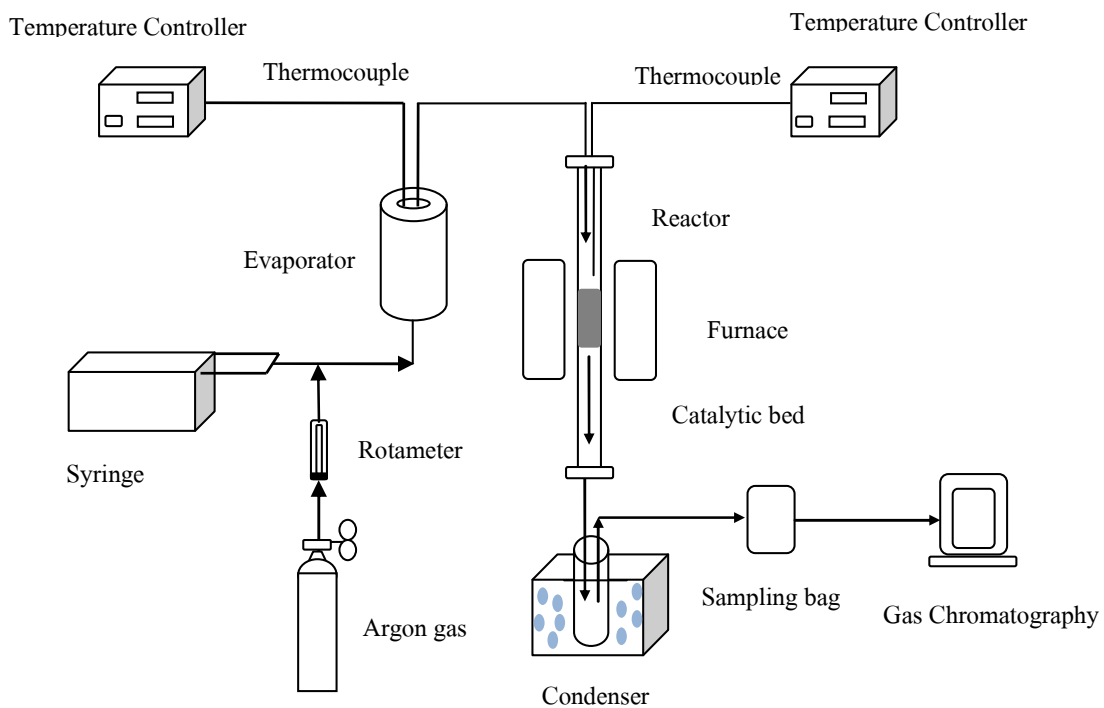 Temperature Controller
Temperature Controller
Thermocouple
Thermocouple
Reactor
Evaporator
Furnace
Catalytic bed
Rotameter
Syringe
Sampling bag
Gas Chromatography
Argon gas
Condenser